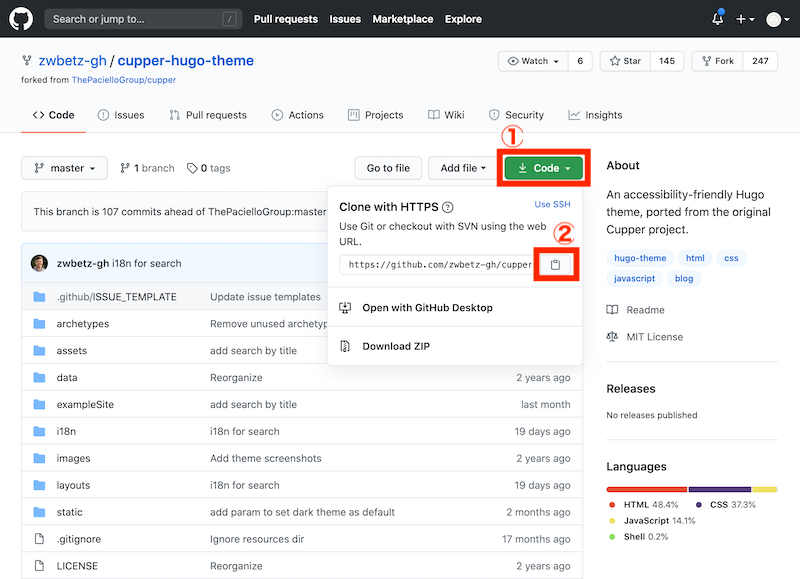 Search or jump to... /
Pull requests Issues Marketplace Explore
zwbetz-gh / cupper-hugo-theme
forked from ThePacielloGroup/cupper
Watch 6 Star 145 Fork 247
Code Issues Pull requests Actions Projects Wiki Security Insights
①
master 1 branch 0 tags Go to file Add file Code
This branch is 107 commits ahead of ThePacielloGroup:master
Clone with HTTPS ? Use SSH
Use Git or checkout with SVN using the web
URL.
②
https://github.com/zwbetz-gh/cupper
Open with GitHub Desktop
Download ZIP
zwbetz-gh i18n for search
.github/ISSUE_TEMPLATE Update issue templates
archetypes Remove unused archetyp
assets add search by title
data Reorganize 2 years ago
exampleSite add search by title last month
i18n i18n for search 19 days ago
images Add theme screenshots 2 years ago
layouts i18n for search 19 days ago
static add param to set dark theme as default 2 months ago
.gitignore Ignore resources dir 17 months ago
LICENSE Reorganize 2 years ago
About
An accessibility-friendly Hugo
theme, ported from the original
Cupper project.
hugo-theme html css
javascript blog
Readme
MIT License
Releases
No releases published
Languages
HTML 48.4% CSS 37.3%
JavaScript 14.1%
Shell 0.2%